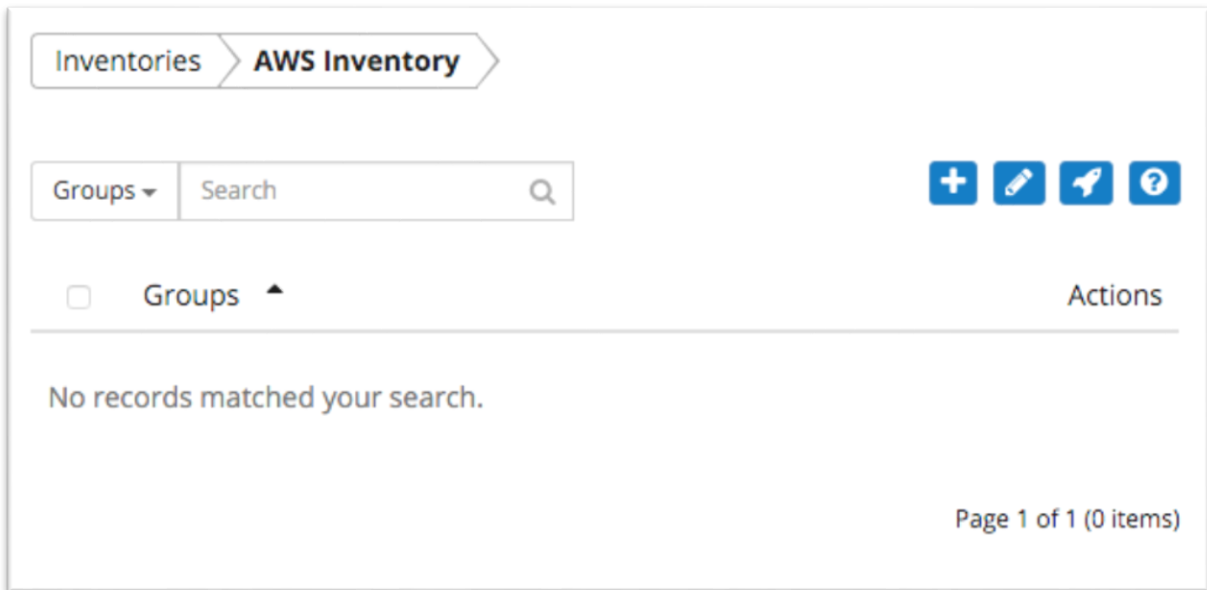 Inventories AWS Inventory
Groups Search
Groups Actions
No records matched your search.
Page 1 of 1 (0 items)